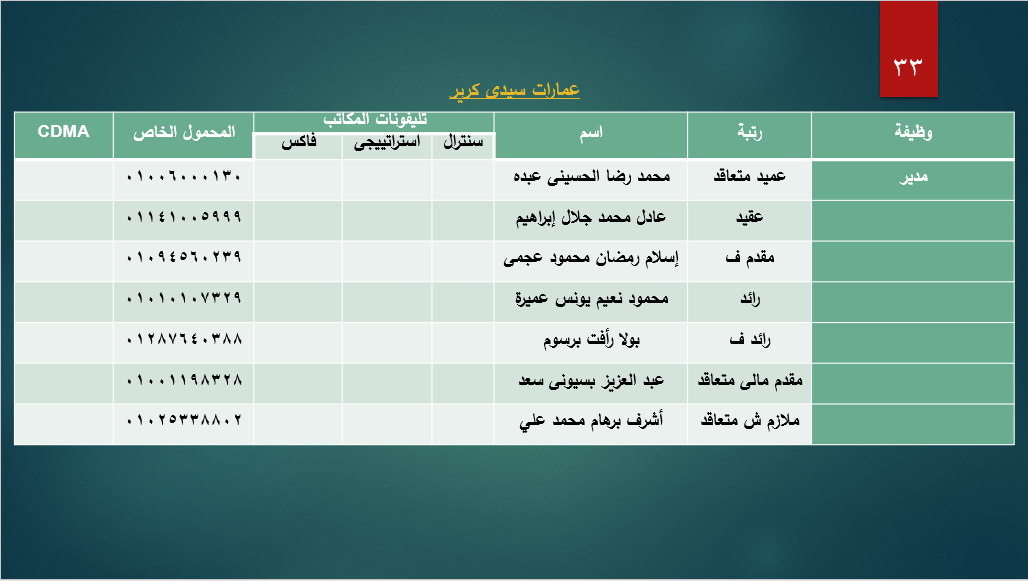 ٣٣
عمارات سيدى كرير
وظيفة رتبة اسم تليفونات المكاتب المحمول الخاص CDMA
سنترال استراتييجى فاكس
مدير عميد متعاقد محمد رضا الحسينى عبده ٠١٠٠٦٠٠٠١٣٠
عقيد عادل محمد جلال إبراهيم ٠١١٤١٠٠٥٩٩٩
مقدم ف إسلام رمضان محمود عجمى ٠١٠٩٤٥٦٠٢٣٩
رائد محمود نعيم يونس عميرة ٠١٠١٠١٠٧٣٢٩
رائد ف بولا رأفت برسوم ٠١٢٨٧٦٤٠٣٨٨
مقدم مالى متعاقد عبد العزيز بسيونى سعد ٠١٠٠١١٩٨٣٢٨
ملازم ش متعاقد أشرف برهام محمد علي ٠١٠٢٥٣٣٨٨٠٢